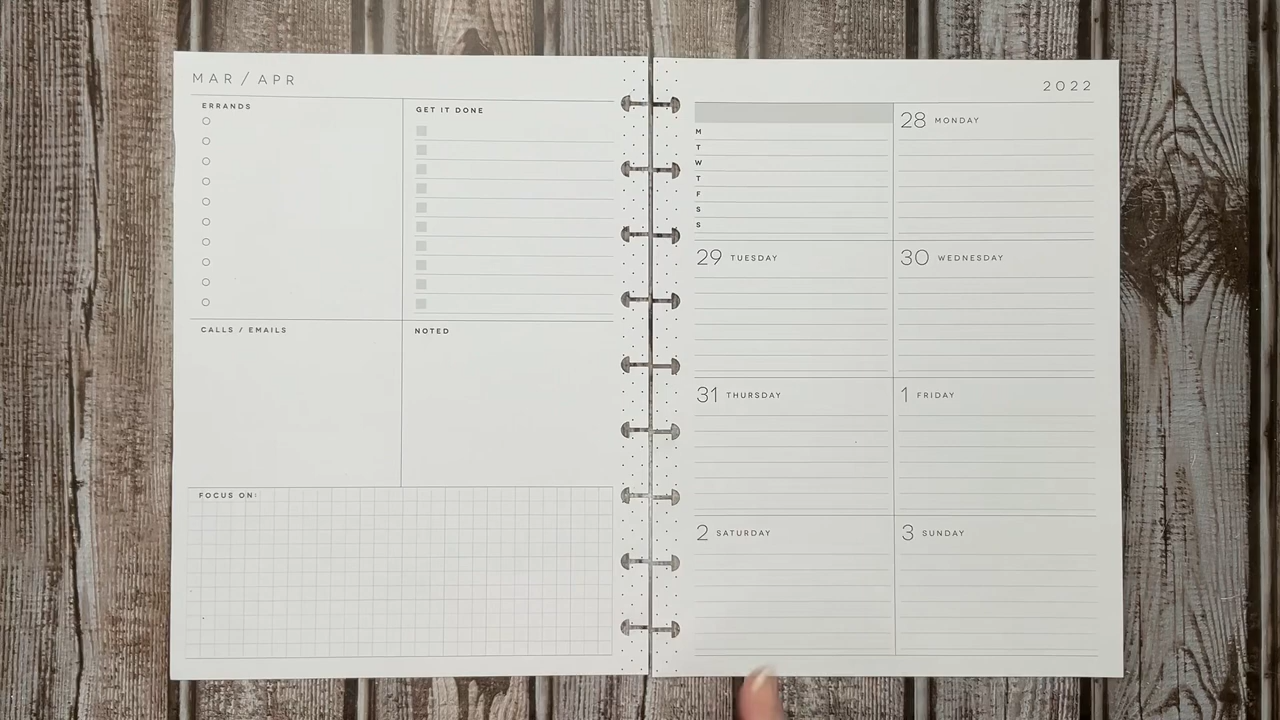 MAR / APR
ERRANDS
GET IT DONE
CALLS / EMAILS
NOTED
FOCUS ON:
2022
M
T
W
T
F
S
S
28 MONDAY
29 TUESDAY
30 WEDNESDAY
31 THURSDAY
1 FRIDAY
2 SATURDAY
3 SUNDAY